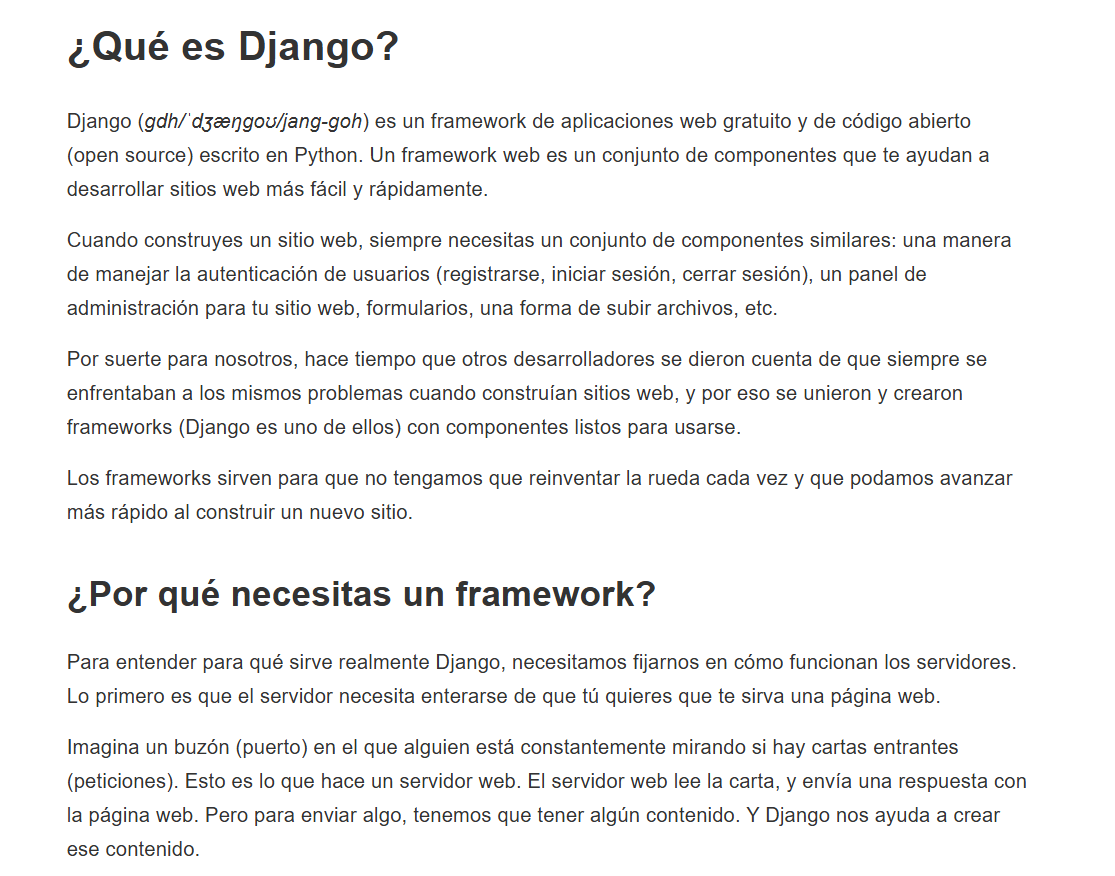 ¿Qué es Django?
Django (gdh/ˈdʒæŋɡoʊ/jang-goh) es un framework de aplicaciones web gratuito y de código abierto
(open source) escrito en Python. Un framework web es un conjunto de componentes que te ayudan a
desarrollar sitios web más fácil y rápidamente.
Cuando construyes un sitio web, siempre necesitas un conjunto de componentes similares: una manera
de manejar la autenticación de usuarios (registrarse, iniciar sesión, cerrar sesión), un panel de
administración para tu sitio web, formularios, una forma de subir archivos, etc.
Por suerte para nosotros, hace tiempo que otros desarrolladores se dieron cuenta de que siempre se
enfrentaban a los mismos problemas cuando construían sitios web, y por eso se unieron y crearon
frameworks (Django es uno de ellos) con componentes listos para usarse.
Los frameworks sirven para que no tengamos que reinventar la rueda cada vez y que podamos avanzar
más rápido al construir un nuevo sitio.
¿Por qué necesitas un framework?
Para entender para qué sirve realmente Django, necesitamos fijarnos en cómo funcionan los servidores.
Lo primero es que el servidor necesita enterarse de que tú quieres que te sirva una página web.
Imagina un buzón (puerto) en el que alguien está constantemente mirando si hay cartas entrantes
(peticiones). Esto es lo que hace un servidor web. El servidor web lee la carta, y envía una respuesta con
la página web. Pero para enviar algo, tenemos que tener algún contenido. Y Django nos ayuda a crear
ese contenido.